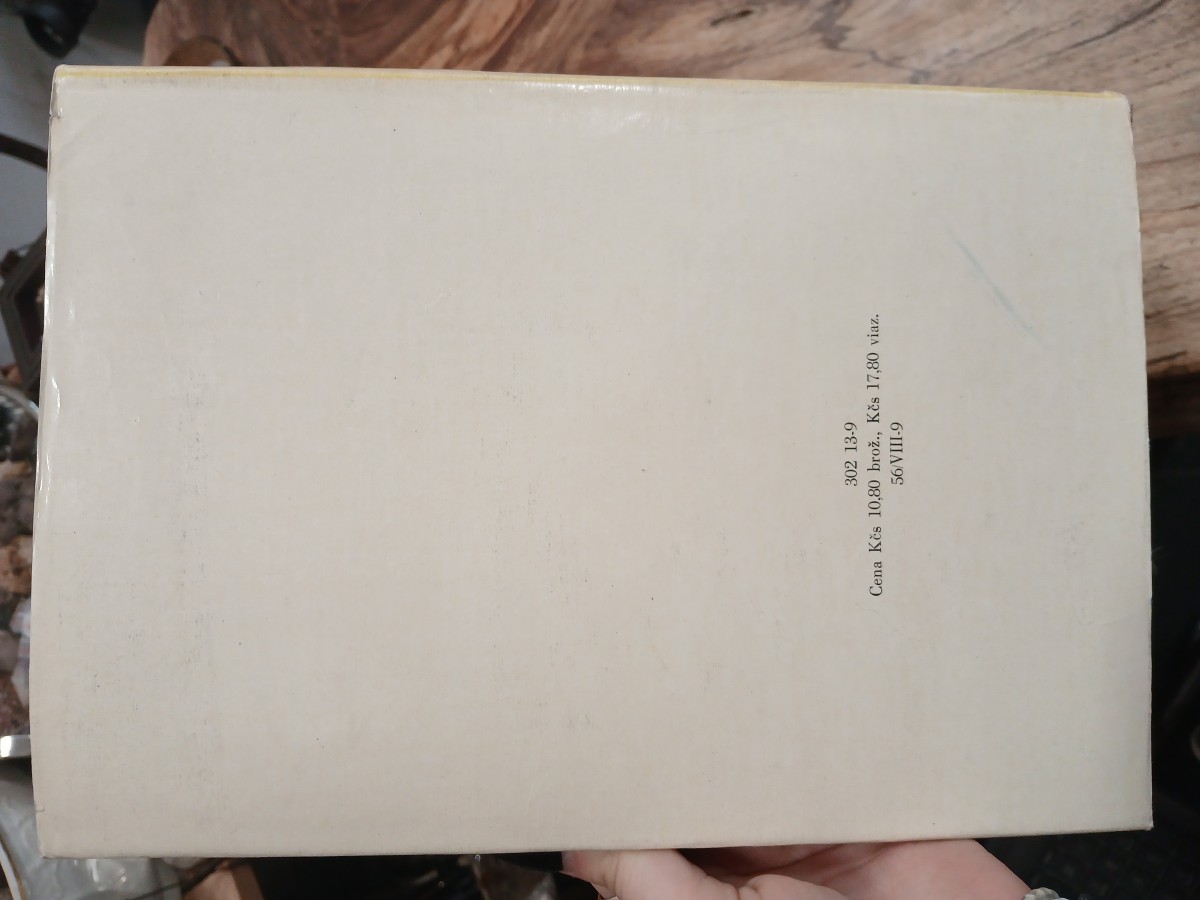 302 13-9
Cena Kčs 10,80 brož., Kčs 17,80 viaz.
56/VIII-9